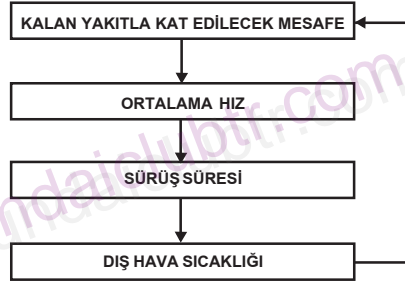 KALAN YAKITLA KAT EDİLECEK MESAFE
ORTALAMA HIZ
SÜRÜŞ SÜRESİ
DIŞ HAVA SICAKLIĞI